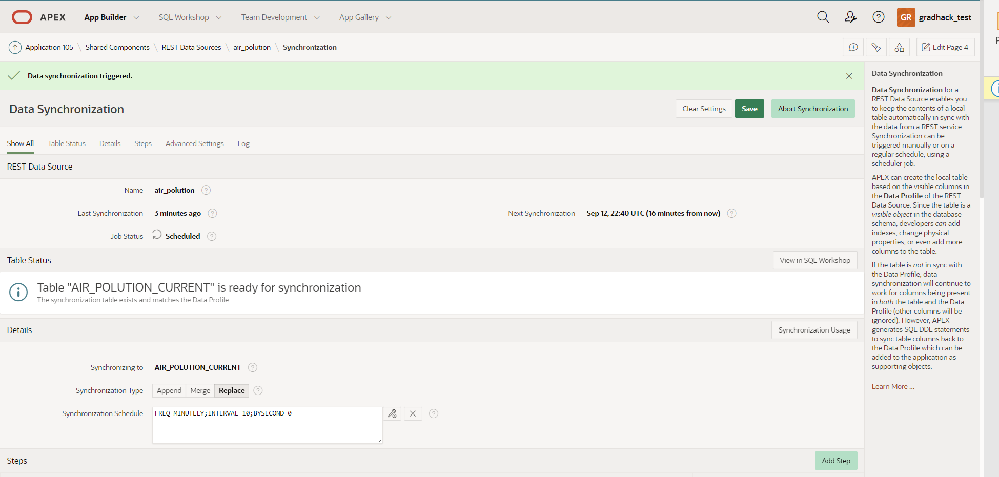 APEX App Builder SQL Workshop Team Development App Gallery GR gradhack_test
Application 105 Shared Components REST Data Sources air_polution Synchronization Edit Page 4
Data synchronization triggered.
Data Synchronization
Clear Settings Save Abort Synchronization
Show All Table Status Details Steps Advanced Settings Log
REST Data Source
Name air_polution
Last Synchronization 3 minutes ago
Next Synchronization Sep 12, 22:40 UTC (16 minutes from now)
Job Status Scheduled
Table Status
View in SQL Workshop
Table "AIR_POLUTION_CURRENT" is ready for synchronization
The synchronization table exists and matches the Data Profile.
Details
Synchronization Usage
Synchronizing to AIR_POLUTION_CURRENT
Synchronization Type Append Merge Replace
Synchronization Schedule FREQ=MINUTELY;INTERVAL=10;BYSECOND=0
Steps
Add Step
Data Synchronization
Data Synchronization for a
REST Data Source enables you
to keep the contents of a local
table automatically in sync with
the data from a REST service.
Synchronization can be
triggered manually or on a
regular schedule, using a
scheduler job.
APEX can create the local table
based on the visible columns in
the Data Profile of the REST
Data Source. Since the table is a
visible object in the database
schema, developers can add
indexes, change physical
properties, or even add more
columns to the table.
If the table is not in sync with
the Data Profile, data
synchronization will continue to
work for columns being present
in both the table and the Data
Profile (other columns will be
ignored). However, APEX
generates SQL DDL statements
to sync table columns back to
the Data Profile which can be
added to the application as
supporting objects.
Learn More ...